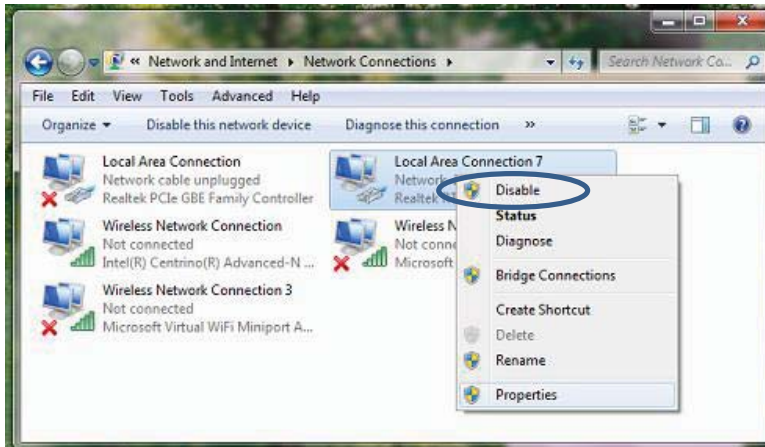 « Network and Internet ▸ Network Connections ▸
Search Network Co...
File Edit View Tools Advanced Help
Organize Disable this network device Diagnose this connection »
Local Area Connection
Network cable unplugged
Realtek PCIe GBE Family Controller
Wireless Network Connection
Not connected
Intel(R) Centrino(R) Advanced-N ...
Wireless Network Connection 3
Not connected
Microsoft Virtual WiFi Miniport A...
Local Area Connection 7
Network
Realtek
Wireless N
Not conne
Microsoft
Disable
Status
Diagnose
Bridge Connections
Create Shortcut
Delete
Rename
Properties